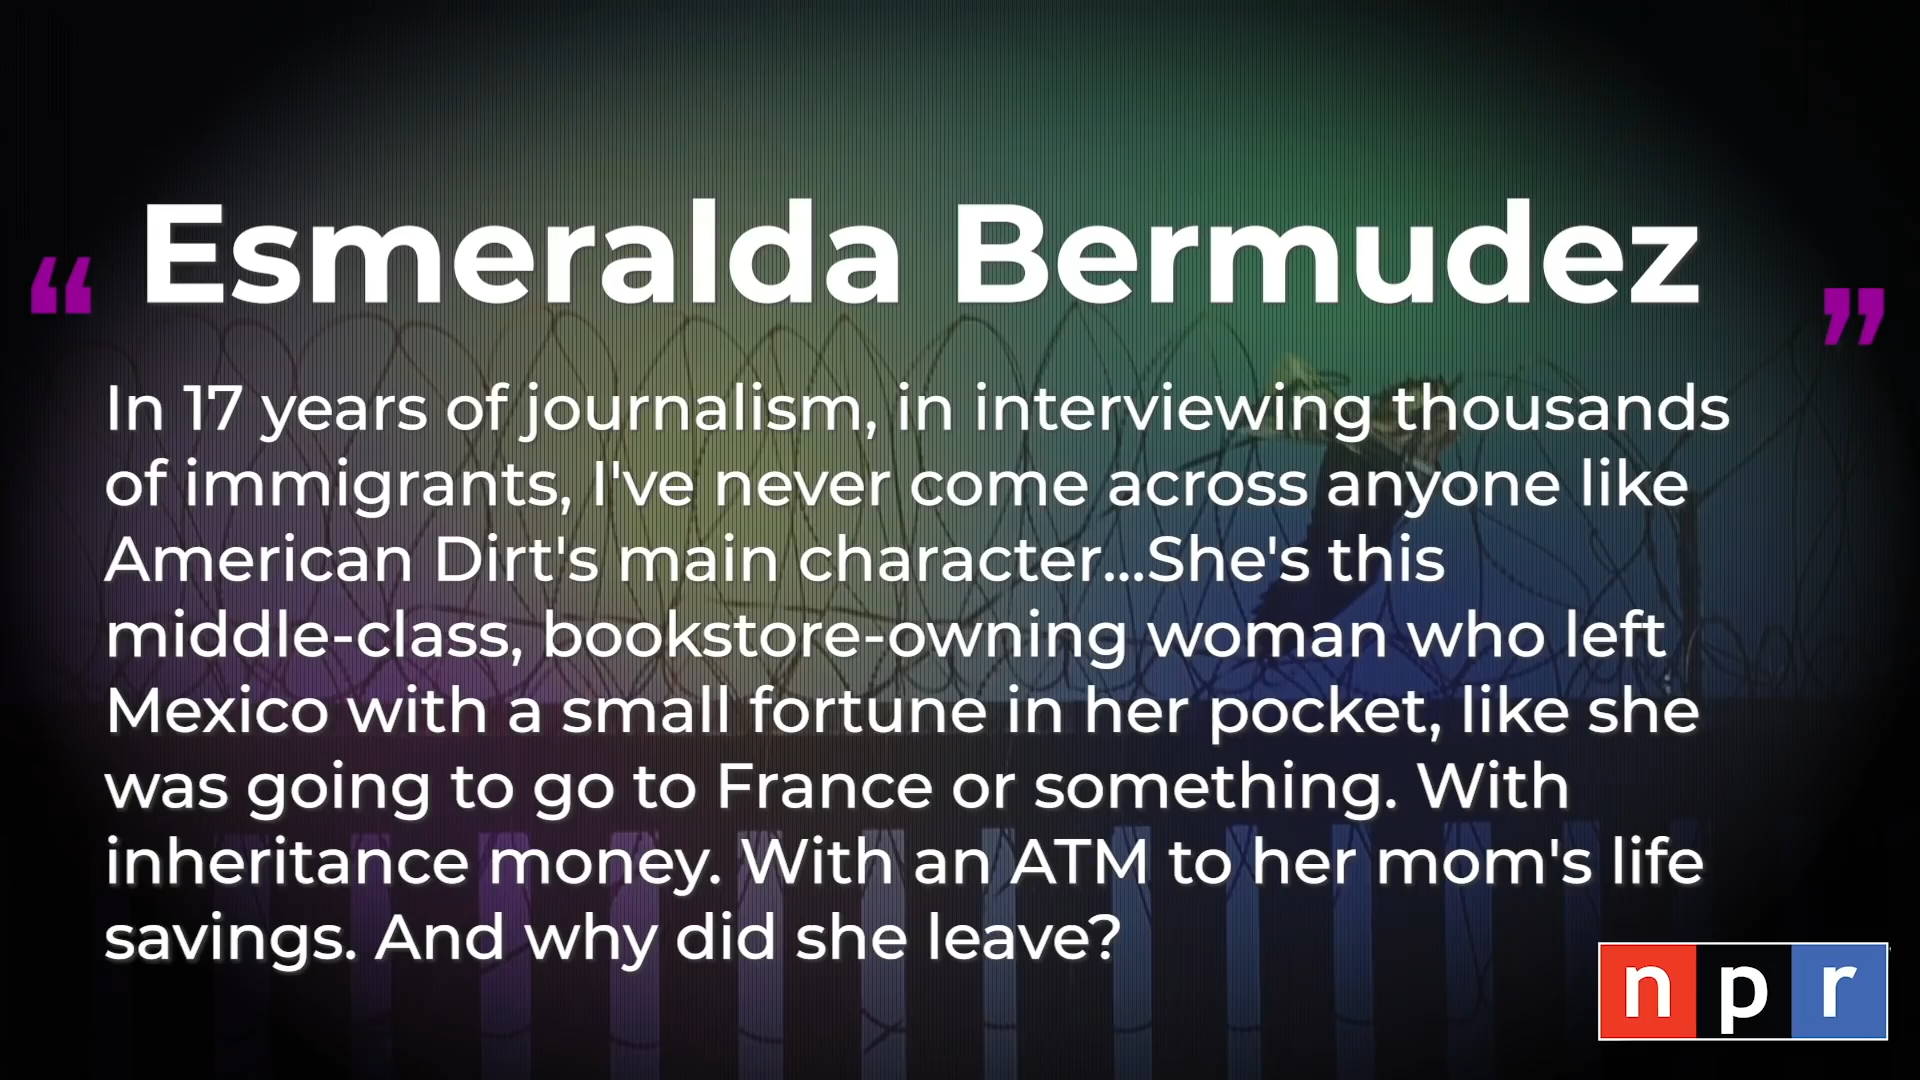 Esmeralda Bermudez
“ ”
In 17 years of journalism, in interviewing thousands
of immigrants, I've never come across anyone like
American Dirt's main character...She's this
middle-class, bookstore-owning woman who left
Mexico with a small fortune in her pocket, like she
was going to go to France or something. With
inheritance money. With an ATM to her mom's life
savings. And why did she leave?
npr